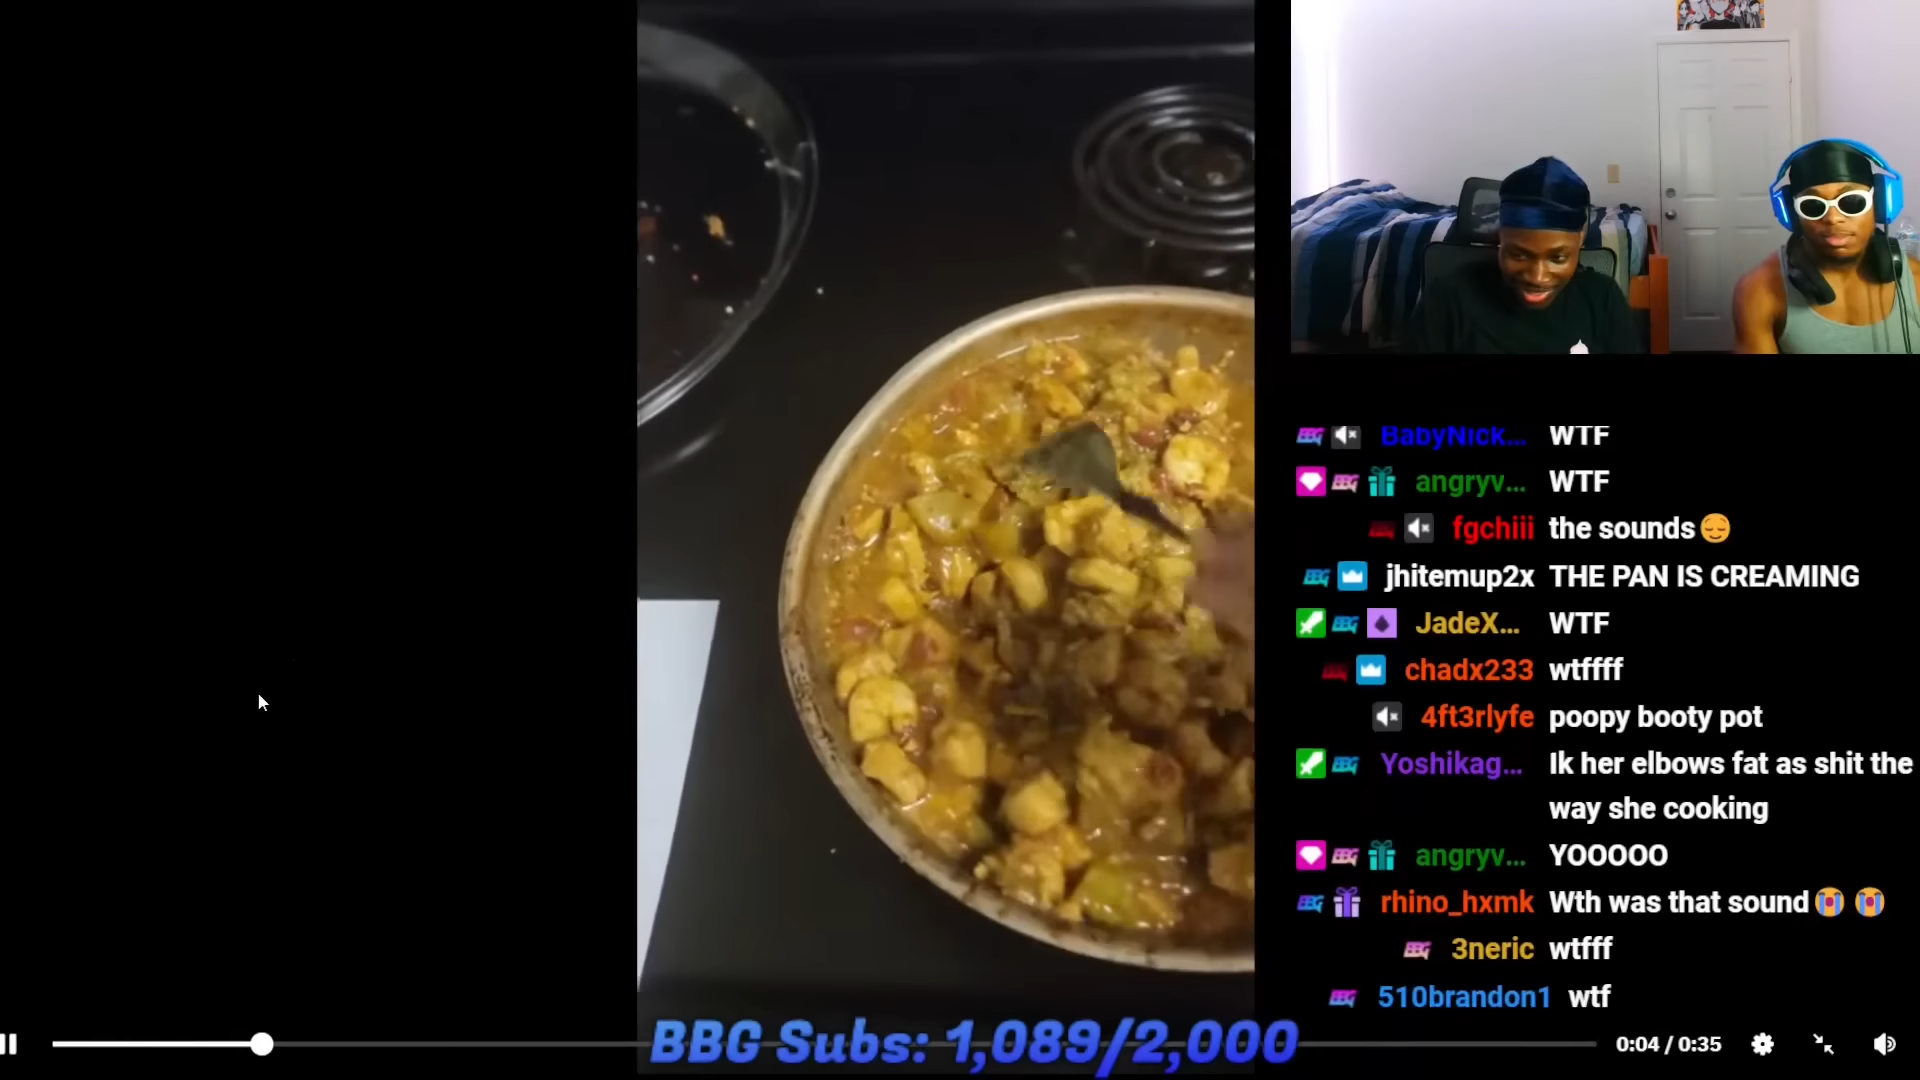 BabyNick... WTF
angryv... WTF
fgchiii the sounds😔
jhitemup2x THE PAN IS CREAMING
JadeX... WTF
chadx233 wtffff
4ft3rlyfe poopy booty pot
Yoshikag... Ik her elbows fat as shit the
way she cooking
angryv... YOOOOO
rhino_hxmk Wth was that sound😭 😭
3neric wtfff
510brandon1 wtf
BBG Subs: 1,089/2,000
0:04 / 0:35